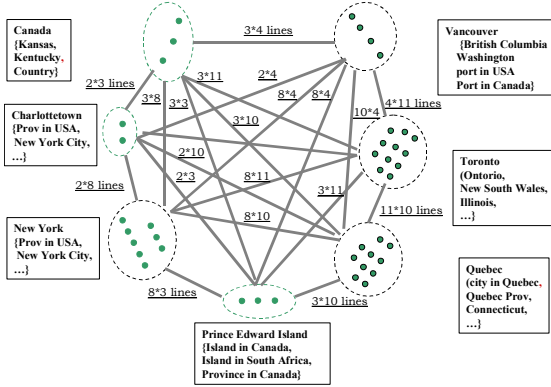 Canada
{Kansas,
Kentucky,
Country}
3*4 lines
Vancouver
{British Columbia
Washington
port in USA
Port in Canada}
2*3 lines
3*8
3*3
3*11
2*4
8*4
8*4
10*4
4*11 lines
Charlottetown
{Prov in USA,
New York City,
...}
3*10
2*10
2*3
8*11
3*11
8*10
2*8 lines
Toronto
(Ontorio,
New South Wales,
Illinois,
...}
11*10 lines
New York
{Prov in USA,
New York City,
...}
8*3 lines
3*10 lines
Quebec
(city in Quebec,
Quebec Prov,
Connecticut,
...}
Prince Edward Island
{Island in Canada,
Island in South Africa,
Province in Canada}